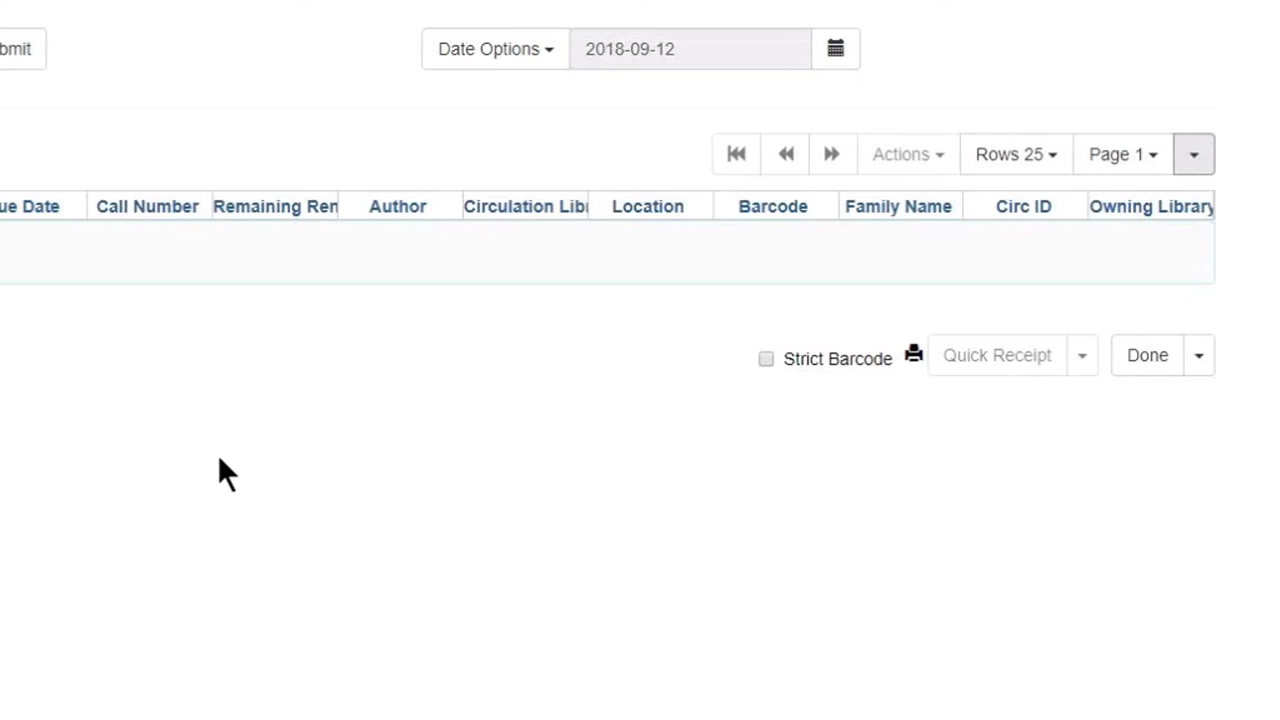 bmit Date Options 2018-09-12
Actions Rows 25 Page 1
ue Date Call Number Remaining Ren Author Circulation Libr Location Barcode Family Name Circ ID Owning Library
Strict Barcode Quick Receipt Done